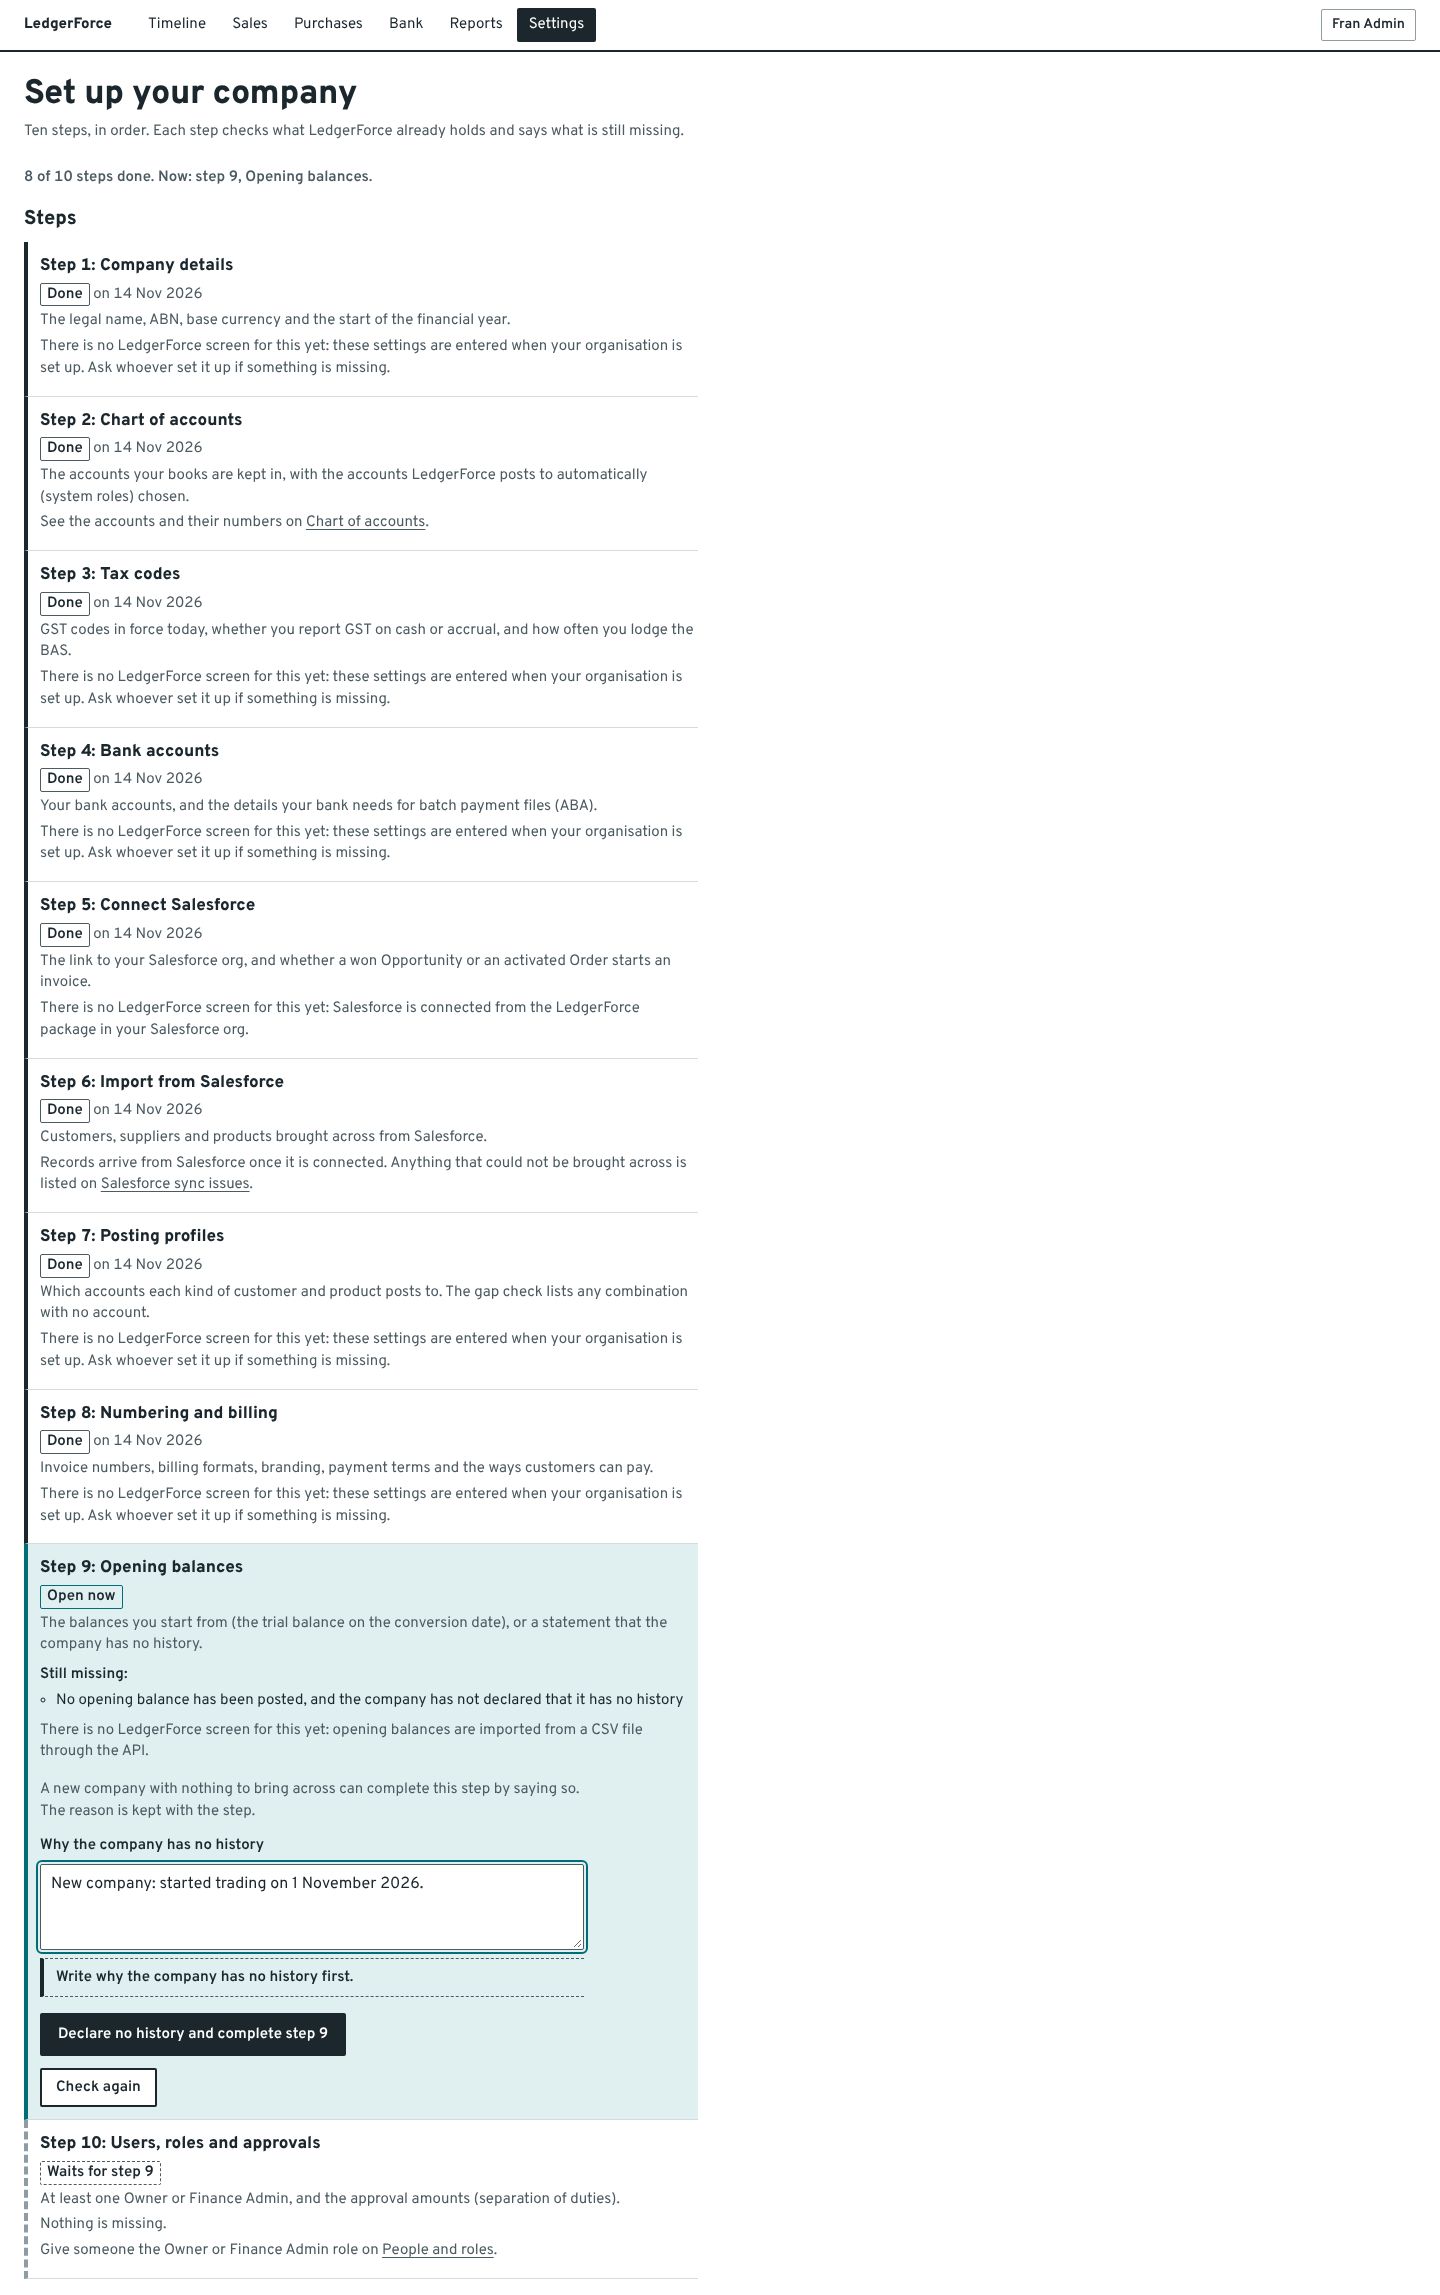 LedgerForce
Timeline
Sales
Purchases
Bank
Reports
Settings
Fran Admin
Set up your company
Ten steps, in order. Each step checks what LedgerForce already holds and says what is still missing.
8 of 10 steps done. Now: step 9, Opening balances.
Steps
Step 1: Company details
Done on 14 Nov 2026
The legal name, ABN, base currency and the start of the financial year.
There is no LedgerForce screen for this yet: these settings are entered when your organisation is
set up. Ask whoever set it up if something is missing.
Step 2: Chart of accounts
Done on 14 Nov 2026
The accounts your books are kept in, with the accounts LedgerForce posts to automatically
(system roles) chosen.
See the accounts and their numbers on Chart of accounts.
Step 3: Tax codes
Done on 14 Nov 2026
GST codes in force today, whether you report GST on cash or accrual, and how often you lodge the
BAS.
There is no LedgerForce screen for this yet: these settings are entered when your organisation is
set up. Ask whoever set it up if something is missing.
Step 4: Bank accounts
Done on 14 Nov 2026
Your bank accounts, and the details your bank needs for batch payment files (ABA).
There is no LedgerForce screen for this yet: these settings are entered when your organisation is
set up. Ask whoever set it up if something is missing.
Step 5: Connect Salesforce
Done on 14 Nov 2026
The link to your Salesforce org, and whether a won Opportunity or an activated Order starts an
invoice.
There is no LedgerForce screen for this yet: Salesforce is connected from the LedgerForce
package in your Salesforce org.
Step 6: Import from Salesforce
Done on 14 Nov 2026
Customers, suppliers and products brought across from Salesforce.
Records arrive from Salesforce once it is connected. Anything that could not be brought across is
listed on Salesforce sync issues.
Step 7: Posting profiles
Done on 14 Nov 2026
Which accounts each kind of customer and product posts to. The gap check lists any combination
with no account.
There is no LedgerForce screen for this yet: these settings are entered when your organisation is
set up. Ask whoever set it up if something is missing.
Step 8: Numbering and billing
Done on 14 Nov 2026
Invoice numbers, billing formats, branding, payment terms and the ways customers can pay.
There is no LedgerForce screen for this yet: these settings are entered when your organisation is
set up. Ask whoever set it up if something is missing.
Step 9: Opening balances
Open now
The balances you start from (the trial balance on the conversion date), or a statement that the
company has no history.
Still missing:
No opening balance has been posted, and the company has not declared that it has no history
There is no LedgerForce screen for this yet: opening balances are imported from a CSV file
through the API.
A new company with nothing to bring across can complete this step by saying so.
The reason is kept with the step.
Why the company has no history
New company: started trading on 1 November 2026.
Write why the company has no history first.
Declare no history and complete step 9
Check again
Step 10: Users, roles and approvals
Waits for step 9
At least one Owner or Finance Admin, and the approval amounts (separation of duties).
Nothing is missing.
Give someone the Owner or Finance Admin role on People and roles.